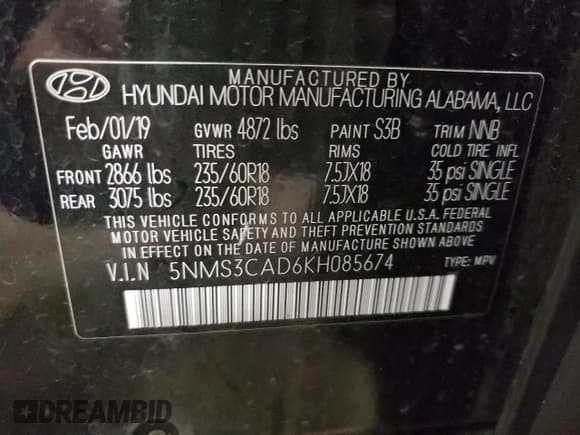 MANUFACTURED BY
HYUNDAI MOTOR MANUFACTURING ALABAMA, LLC
Feb/01/19 GVWR 4872 lbs PAINT S3B TRIM NNB
GAWR TIRES RIMS COLD TIRE INFL
FRONT 2866 lbs 235/60R18 7.5JX18 35 psi SINGLE
REAR 3075 lbs 235/60R18 7.5JX18 35 psi SINGLE
THIS VEHICLE CONFORMS TO ALL APPLICABLE U.S.A. FEDERAL
MOTOR VEHICLE SAFETY AND THEFT PREVENTION STANDARDS
IN EFFECT ON THE DATE OF MANUFACTURE SHOWN ABOVE.
V.I.N 5NMS3CAD6KH085674 TYPE: MPV
DREAMBID